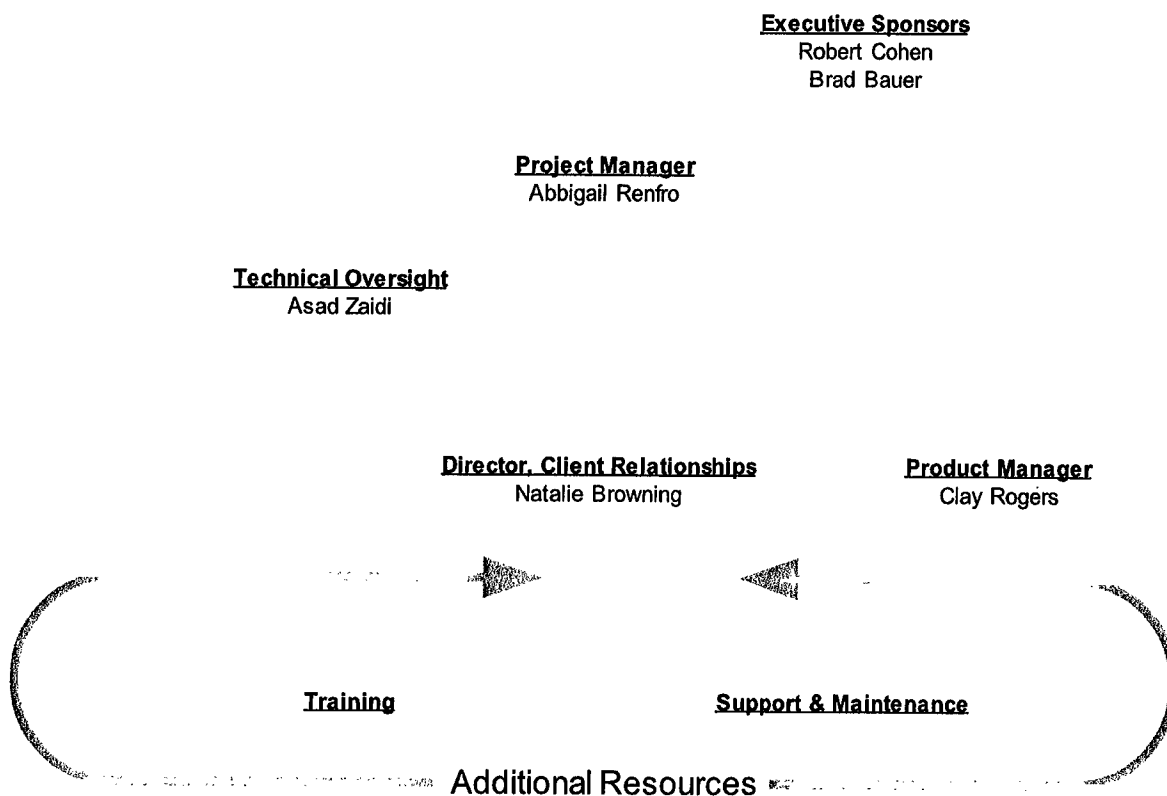 Executive Sponsors
Robert Cohen
Brad Bauer
Project Manager
Abbigail Renfro
Technical Oversight
Asad Zaidi
Director, Client Relationships
Natalie Browning
Product Manager
Clay Rogers
Training
Support & Maintenance
Additional Resources